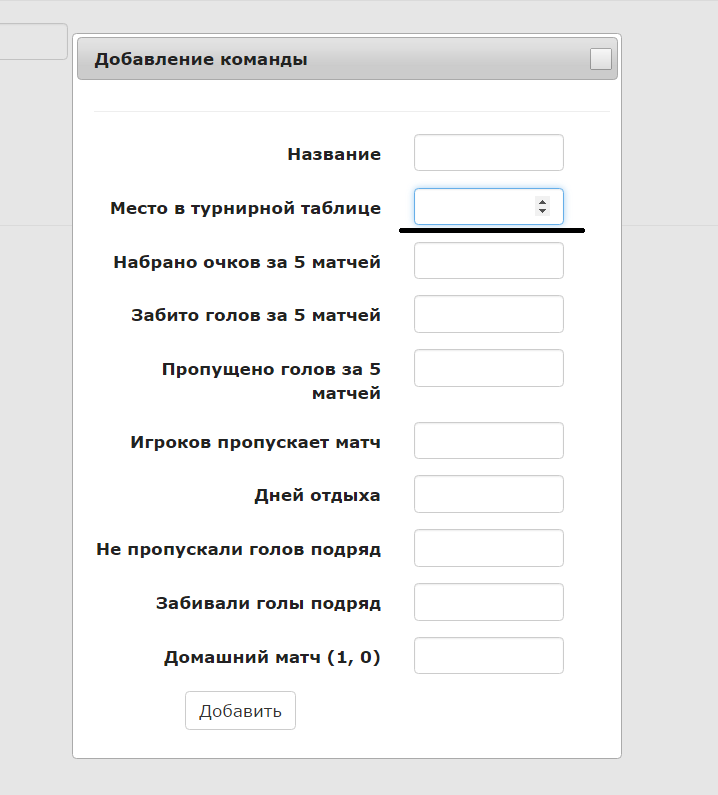 Добавление команды
Название
Место в турнирной таблице
Набрано очков за 5 матчей
Забито голов за 5 матчей
Пропущено голов за 5
матчей
Игроков пропускает матч
Дней отдыха
Не пропускали голов подряд
Забивали голы подряд
Домашний матч (1, 0)
Добавить